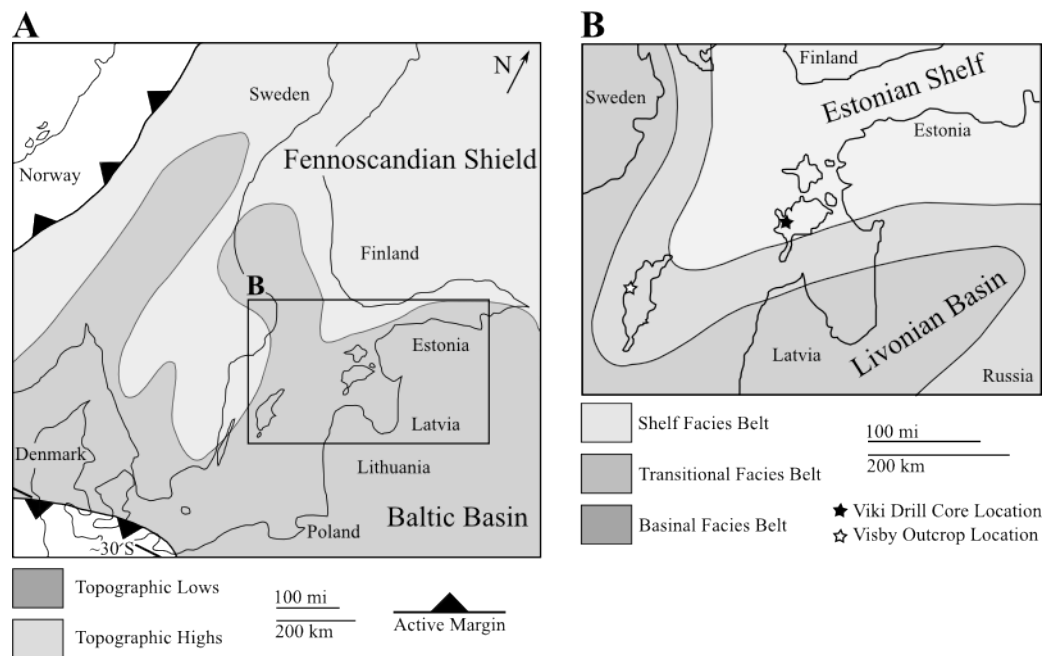 A
N
Sweden
Fennoscandian Shield
Norway
Finland
B
Estonia
Latvia
Denmark
Lithuania
Baltic Basin
Poland
~30°S
Topographic Lows
Topographic Highs
100 mi
200 km
Active Margin
B
Finland
Sweden
Estonian Shelf
Estonia
Livonian Basin
Latvia
Russia
Shelf Facies Belt
Transitional Facies Belt
Basinal Facies Belt
100 mi
200 km
Viki Drill Core Location
Visby Outcrop Location